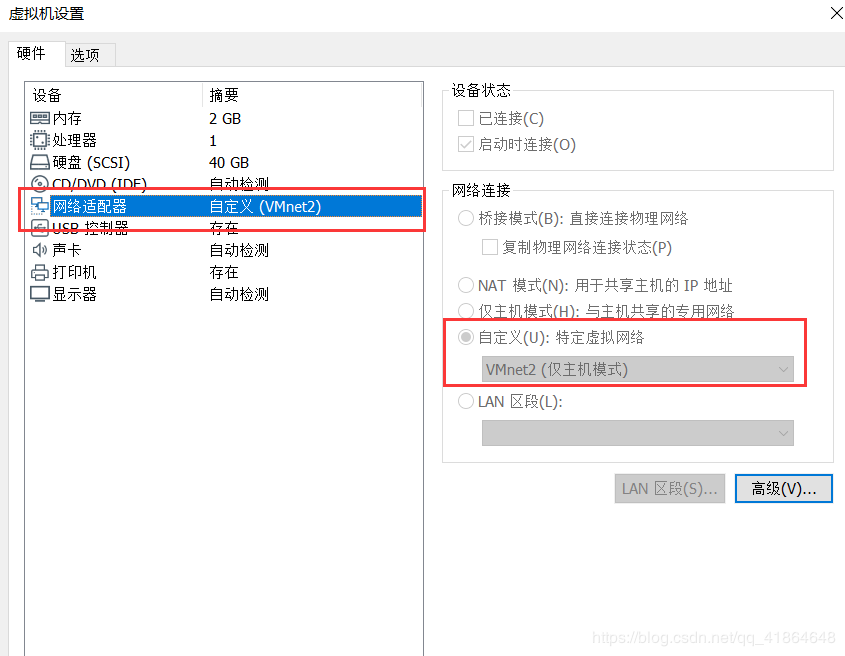 虚拟机设置
硬件 选项
设备 摘要
内存 2 GB
处理器 1
硬盘 (SCSI) 40 GB
CD/DVD (IDE) 自动检测
网络适配器 自定义 (VMnet2)
USB 控制器 存在
声卡 自动检测
打印机 存在
显示器 自动检测
设备状态
已连接(C)
启动时连接(O)
网络连接
桥接模式(B): 直接连接物理网络
复制物理网络连接状态(P)
NAT 模式(N): 用于共享主机的 IP 地址
仅主机模式(H): 与主机共享的专用网络
自定义(U): 特定虚拟网络
VMnet2 (仅主机模式)
LAN 区段(L):
LAN 区段(S)... 高级(V)...
https://blog.csdn.net/qq_41864648